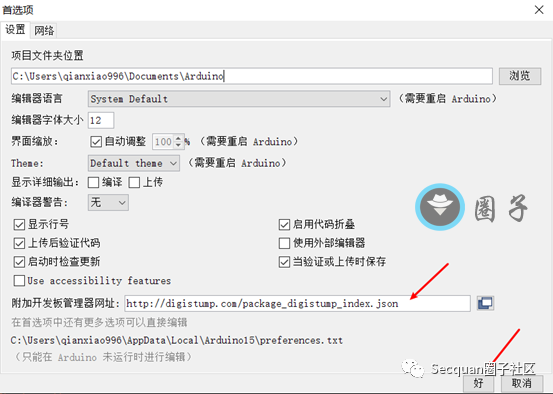 首选项
设置 网络
项目文件夹位置
C:\Users\qianxiao996\Documents\Arduino 浏览
编辑器语言 System Default (需要重启 Arduino)
编辑器字体大小 12
界面缩放: 自动调整 100 % (需要重启 Arduino)
Theme: Default theme (需要重启 Arduino)
显示详细输出: 编译 上传
编译器警告: 无
圈子
显示行号 启用代码折叠
上传后验证代码 使用外部编辑器
启动时检查更新 当验证或上传时保存
Use accessibility features
附加开发板管理器网址: http://digistump.com/package_digistump_index.json
在首选项中还有更多选项可以直接编辑
C:\Users\qianxiao996\AppData\Local\Arduino15\preferences.txt
(只能在 Arduino 未运行时进行编辑)
Secquan圈子社区
好 取消